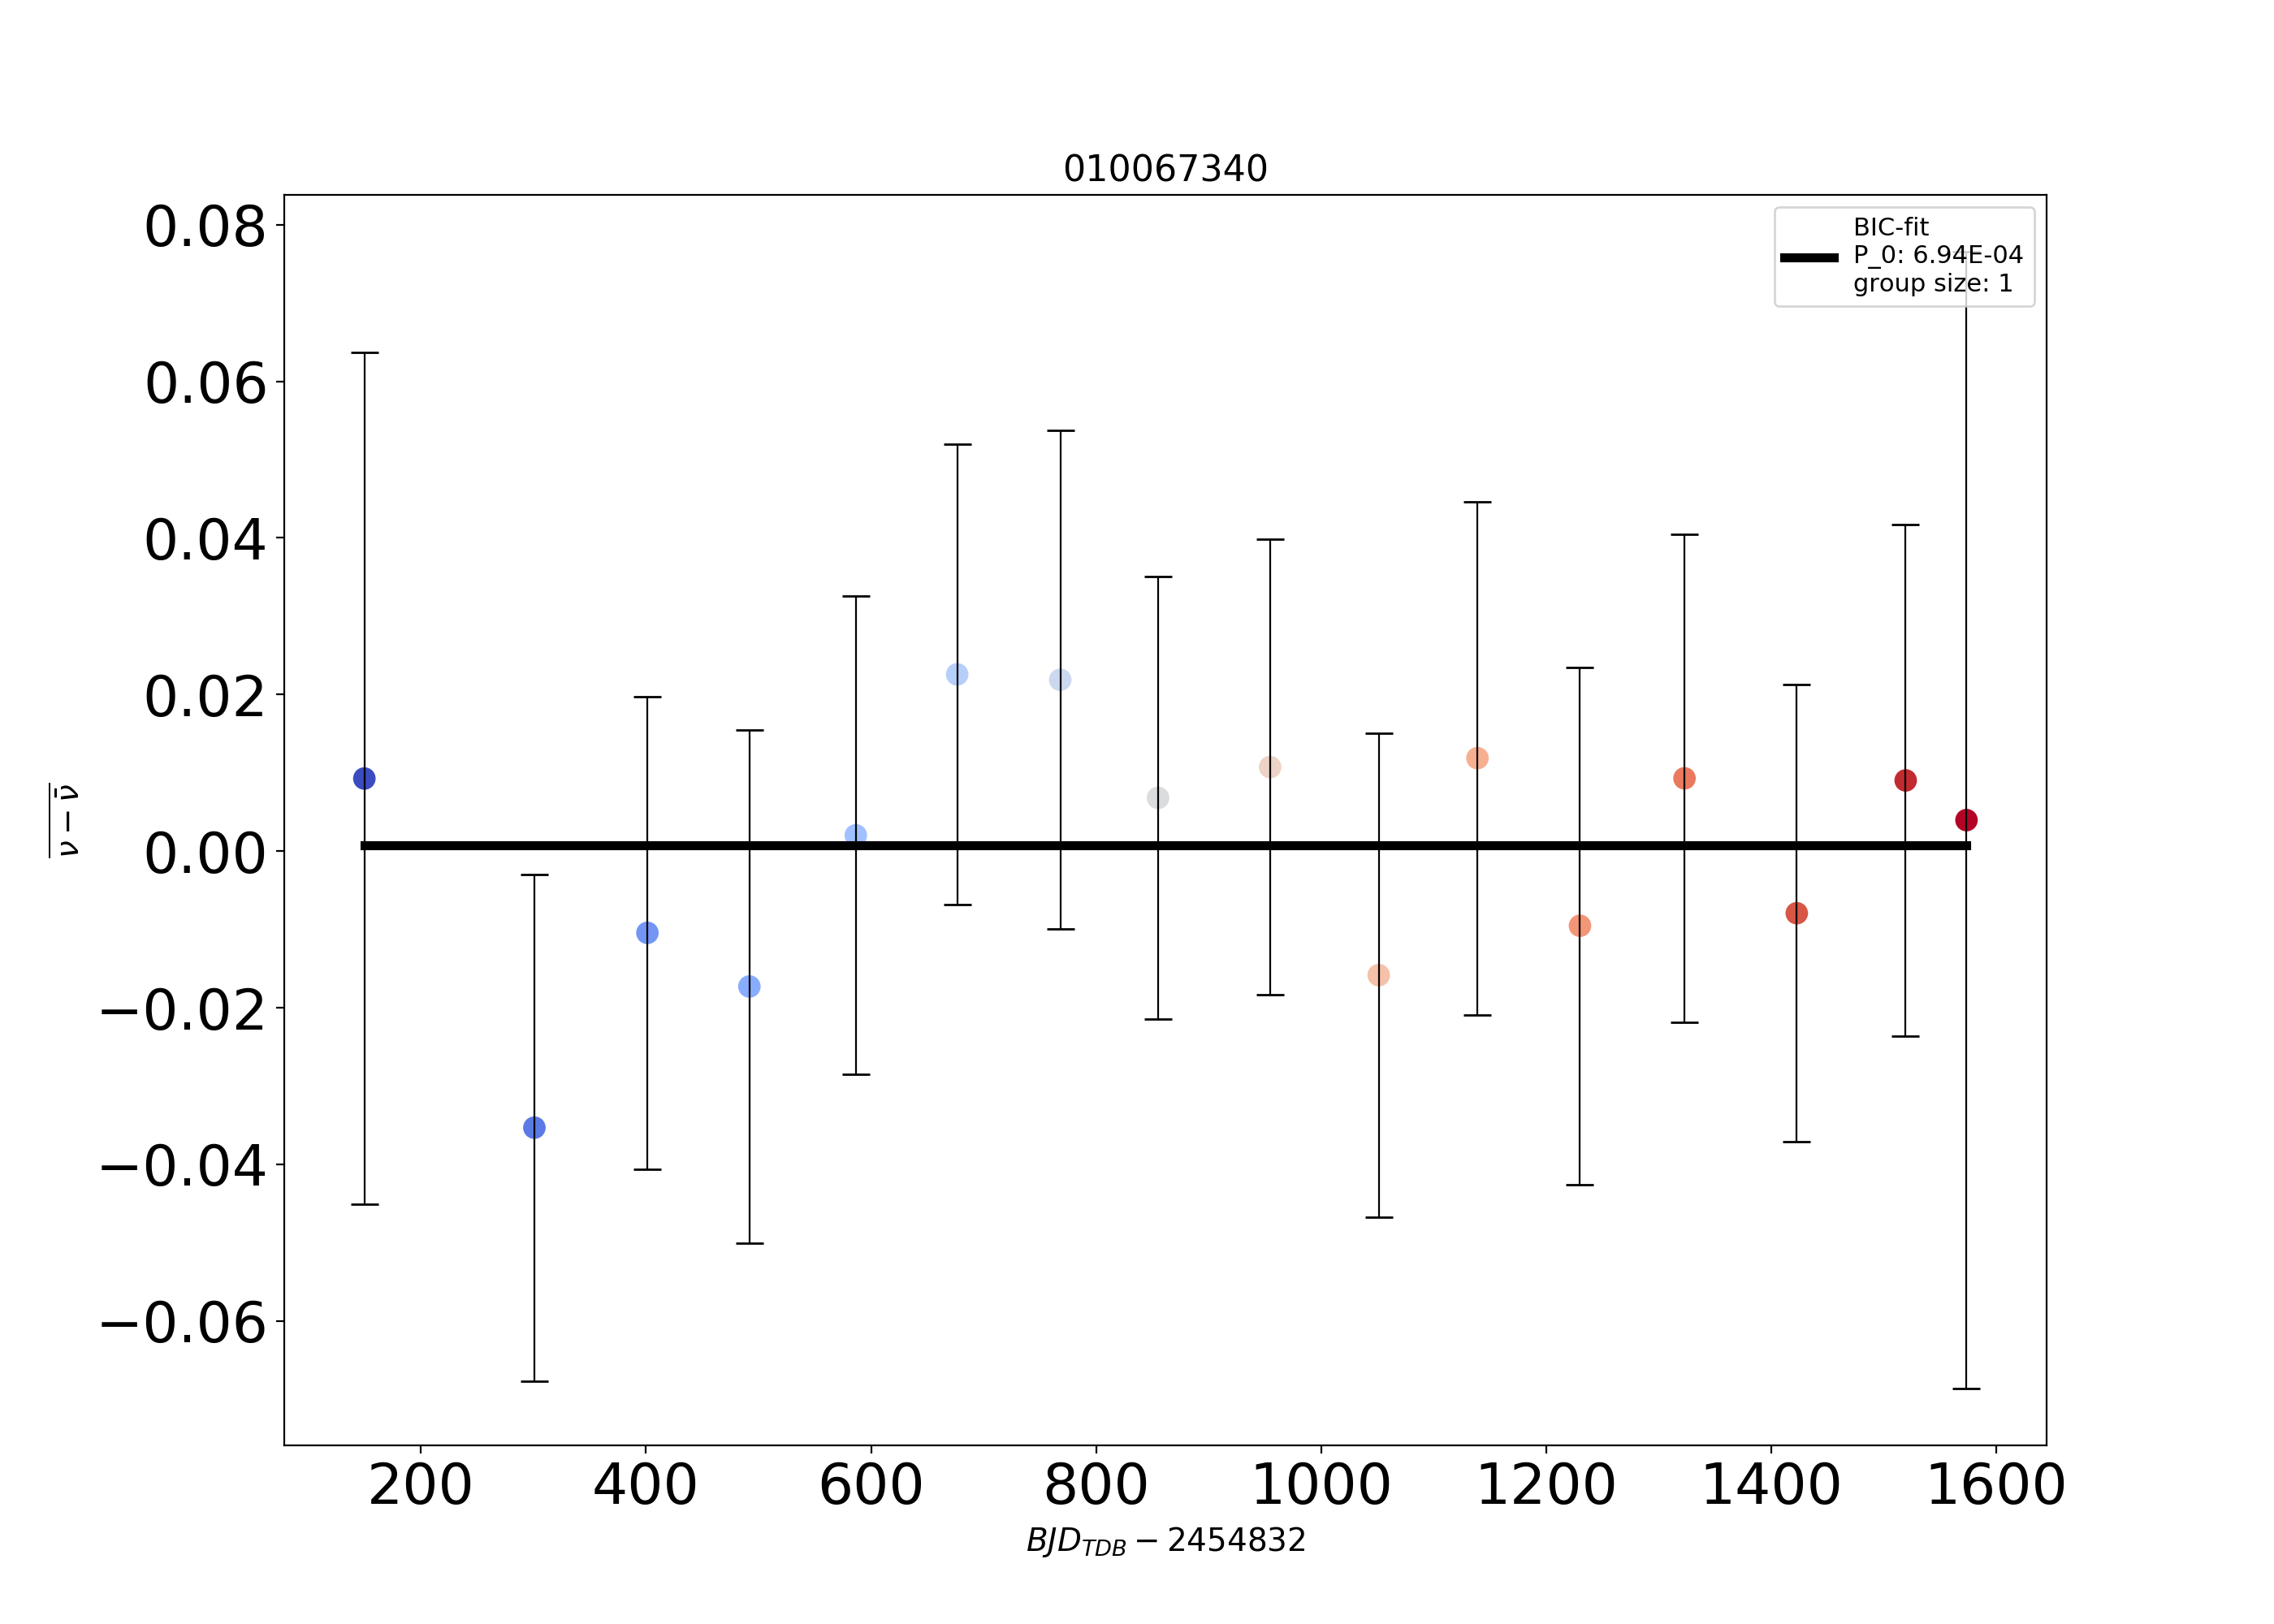 010067340
BIC-fit
P_0: 6.94E-04
group size: 1
0.08
0.06
0.04
0.02
0.00
−0.02
−0.04
−0.06
ν − ν̄
200 400 600 800 1000 1200 1400 1600
BJD_TDB − 2454832